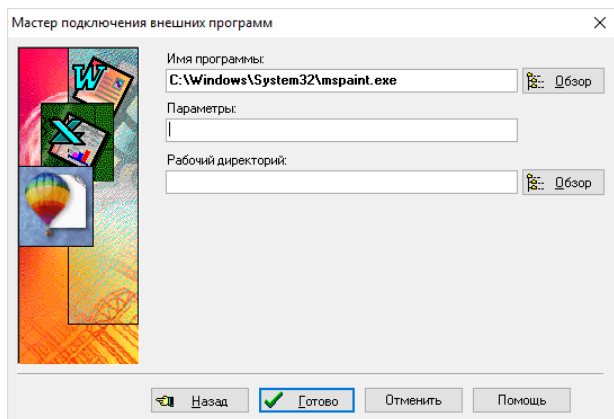 Мастер подключения внешних программ
Имя программы:
C:\Windows\System32\mspaint.exe
Обзор
Параметры:
Рабочий директорий:
Обзор
Назад
Готово
Отменить
Помощь